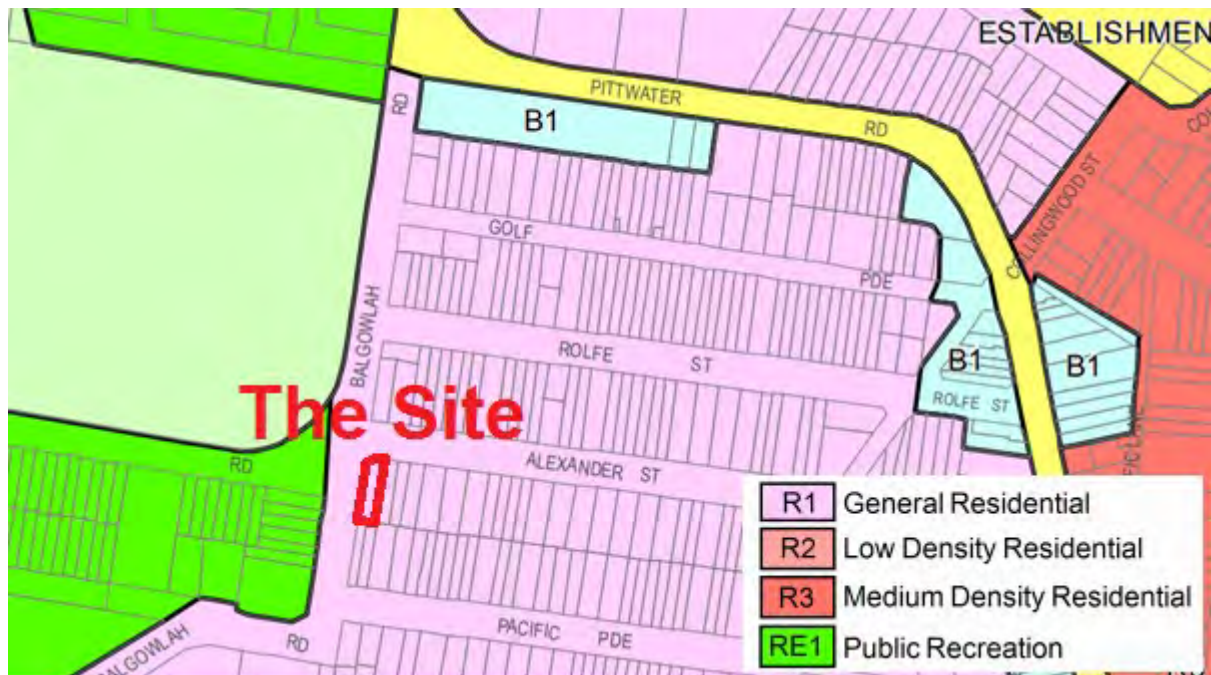 ESTABLISHMEN
PITTWATER
RD
RD
B1
COLLINGWOOD ST
GOLF
PDE
BALGOWLAH
ROLFE ST
B1
B1
ROLFE ST
The Site
RD
ALEXANDER ST
R1 General Residential
R2 Low Density Residential
R3 Medium Density Residential
RE1 Public Recreation
PACIFIC PDE
RD